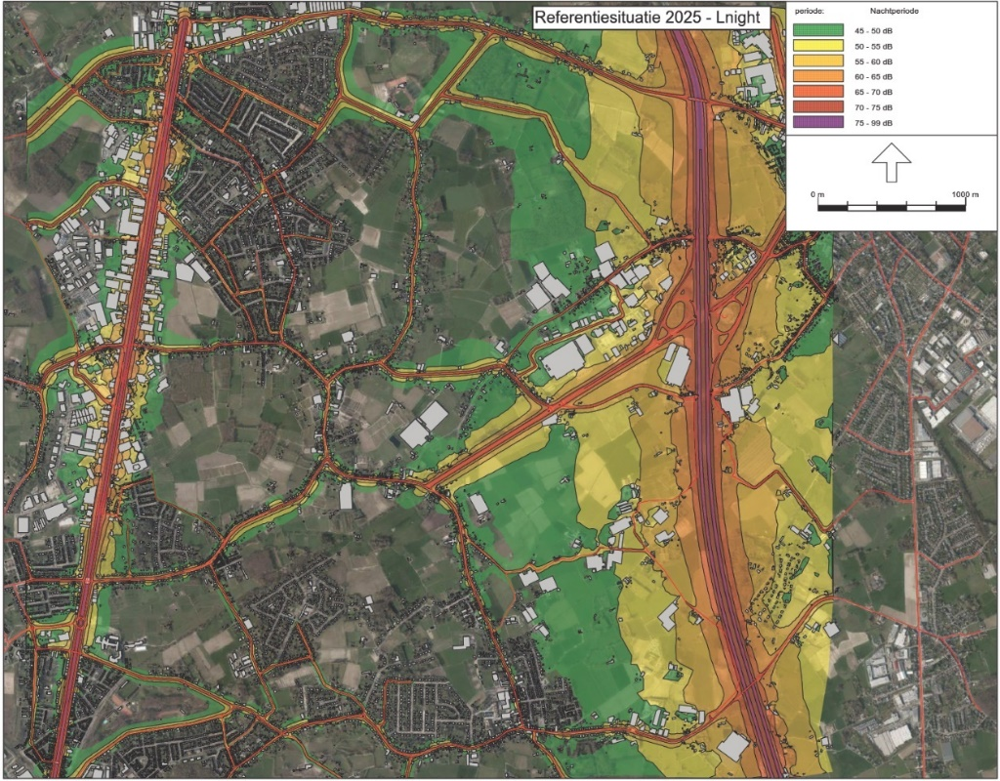 Referentiesituatie 2025 - Lnight
periode: Nachtperiode
45 - 50 dB
50 - 55 dB
55 - 60 dB
60 - 65 dB
65 - 70 dB
70 - 75 dB
75 - 99 dB
0 m 1000 m